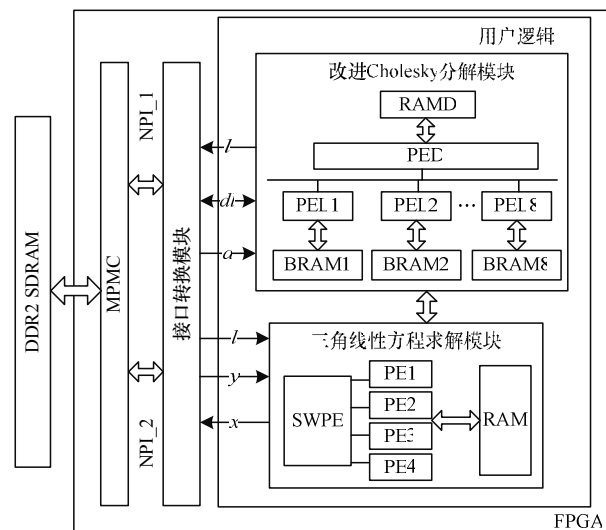 用户逻辑
改进Cholesky分解模块
RAMD
PED
PEL1
PEL2
…
PEL8
BRAM1
BRAM2
BRAM8
DDR2 SDRAM
MPMC
NPI_1
NPI_2
接口转换模块
l
dl
a
l
y
x
三角线性方程求解模块
SWPE
PE1
PE2
PE3
PE4
RAM
FPGA